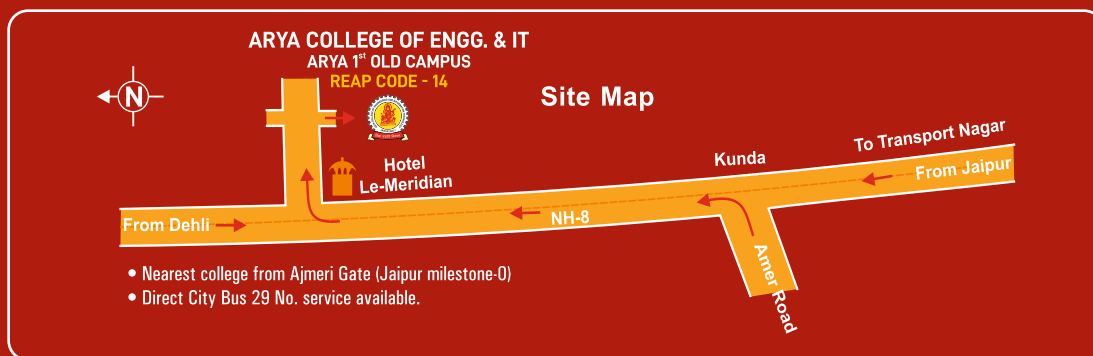 ARYA COLLEGE OF ENGG. & IT
ARYA 1st OLD CAMPUS
REAP CODE - 14
N
Site Map
To Transport Nagar
Kunda
From Jaipur
Hotel
Le-Meridian
NH-8
From Dehli
Amer Road
• Nearest college from Ajmeri Gate (Jaipur milestone-0)
• Direct City Bus 29 No. service available.